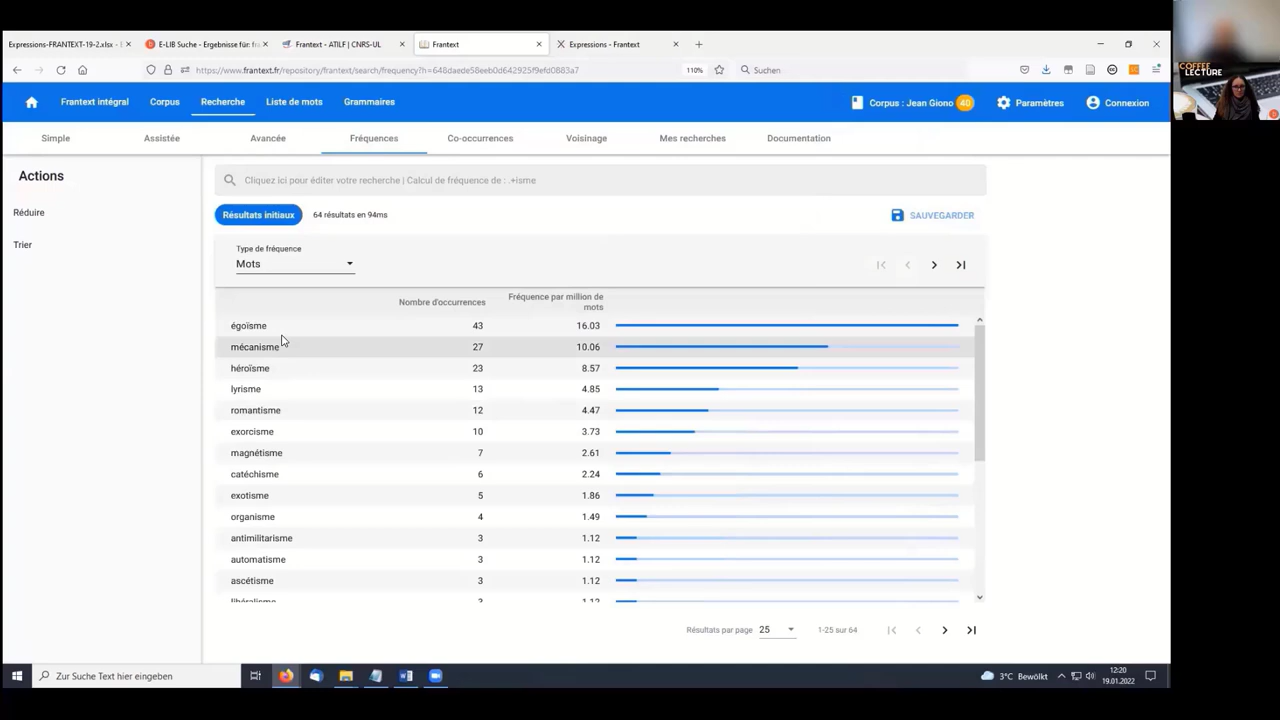 Expressions-FRANTEXT-19-2.xlsx - E
E-LIB Suche - Ergebnisse für: fra
Frantext - ATILF | CNRS-UL
Frantext
Expressions - Frantext
https://www.frantext.fr/repository/frantext/search/frequency?h=648daede58eeb0d642925f9efd0883a7
110%
Suchen
COFFEE
LECTURE
Frantext intégral
Corpus
Recherche
Liste de mots
Grammaires
Corpus : Jean Giono 40
Paramètres
Connexion
Simple
Assistée
Avancée
Fréquences
Co-occurrences
Voisinage
Mes recherches
Documentation
Actions
Réduire
Trier
Cliquez ici pour éditer votre recherche | Calcul de fréquence de : .+isme
Résultats initiaux
64 résultats en 94ms
SAUVEGARDER
Type de fréquence
Mots
Nombre d'occurrences
Fréquence par million de
mots
égoïsme 43 16.03
mécanisme 27 10.06
héroïsme 23 8.57
lyrisme 13 4.85
romantisme 12 4.47
exorcisme 10 3.73
magnétisme 7 2.61
catéchisme 6 2.24
exotisme 5 1.86
organisme 4 1.49
antimilitarisme 3 1.12
automatisme 3 1.12
ascétisme 3 1.12
libéralisme 3 1.12
Résultats par page 25 1-25 sur 64
Zur Suche Text hier eingeben
3°C Bewölkt
12:20
19.01.2022